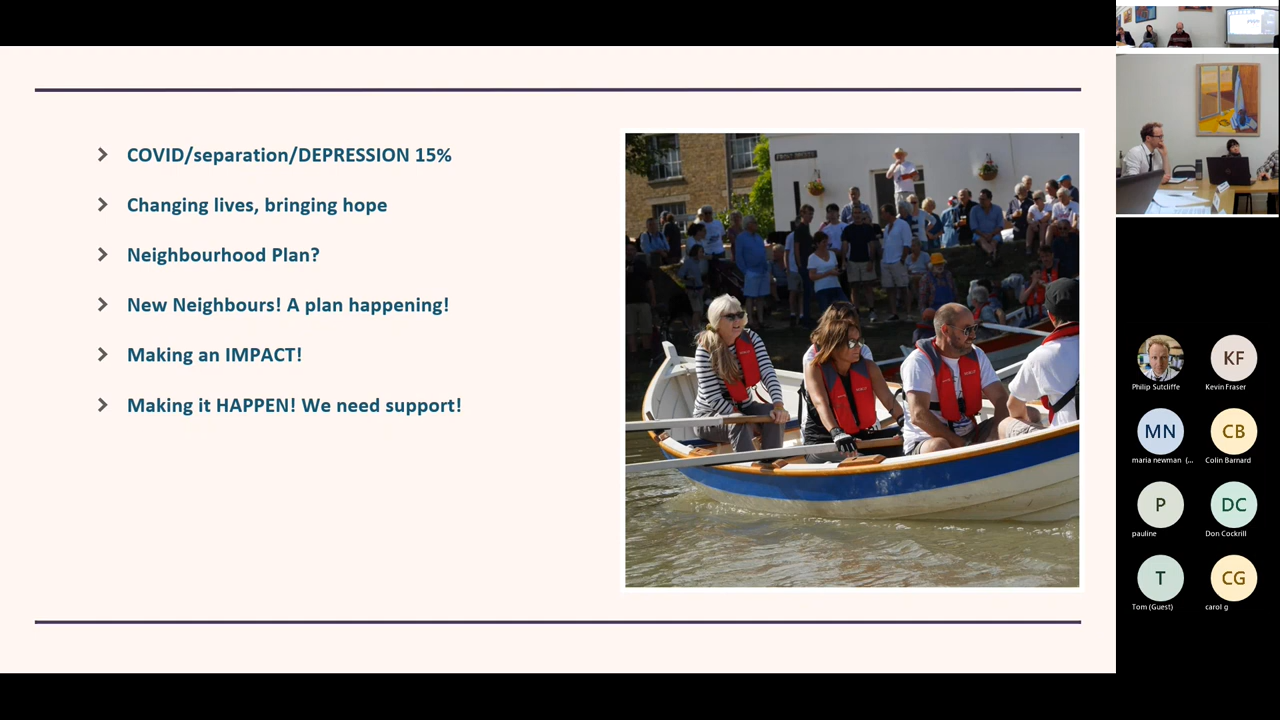 COVID/separation/DEPRESSION 15%
Changing lives, bringing hope
Neighbourhood Plan?
New Neighbours! A plan happening!
Making an IMPACT!
Making it HAPPEN! We need support!
Philip Sutcliffe
KF
Kevin Fraser
MN
maria newman (...
CB
Colin Barnard
P
pauline
DC
Don Cockrill
T
Tom (Guest)
CG
carol g